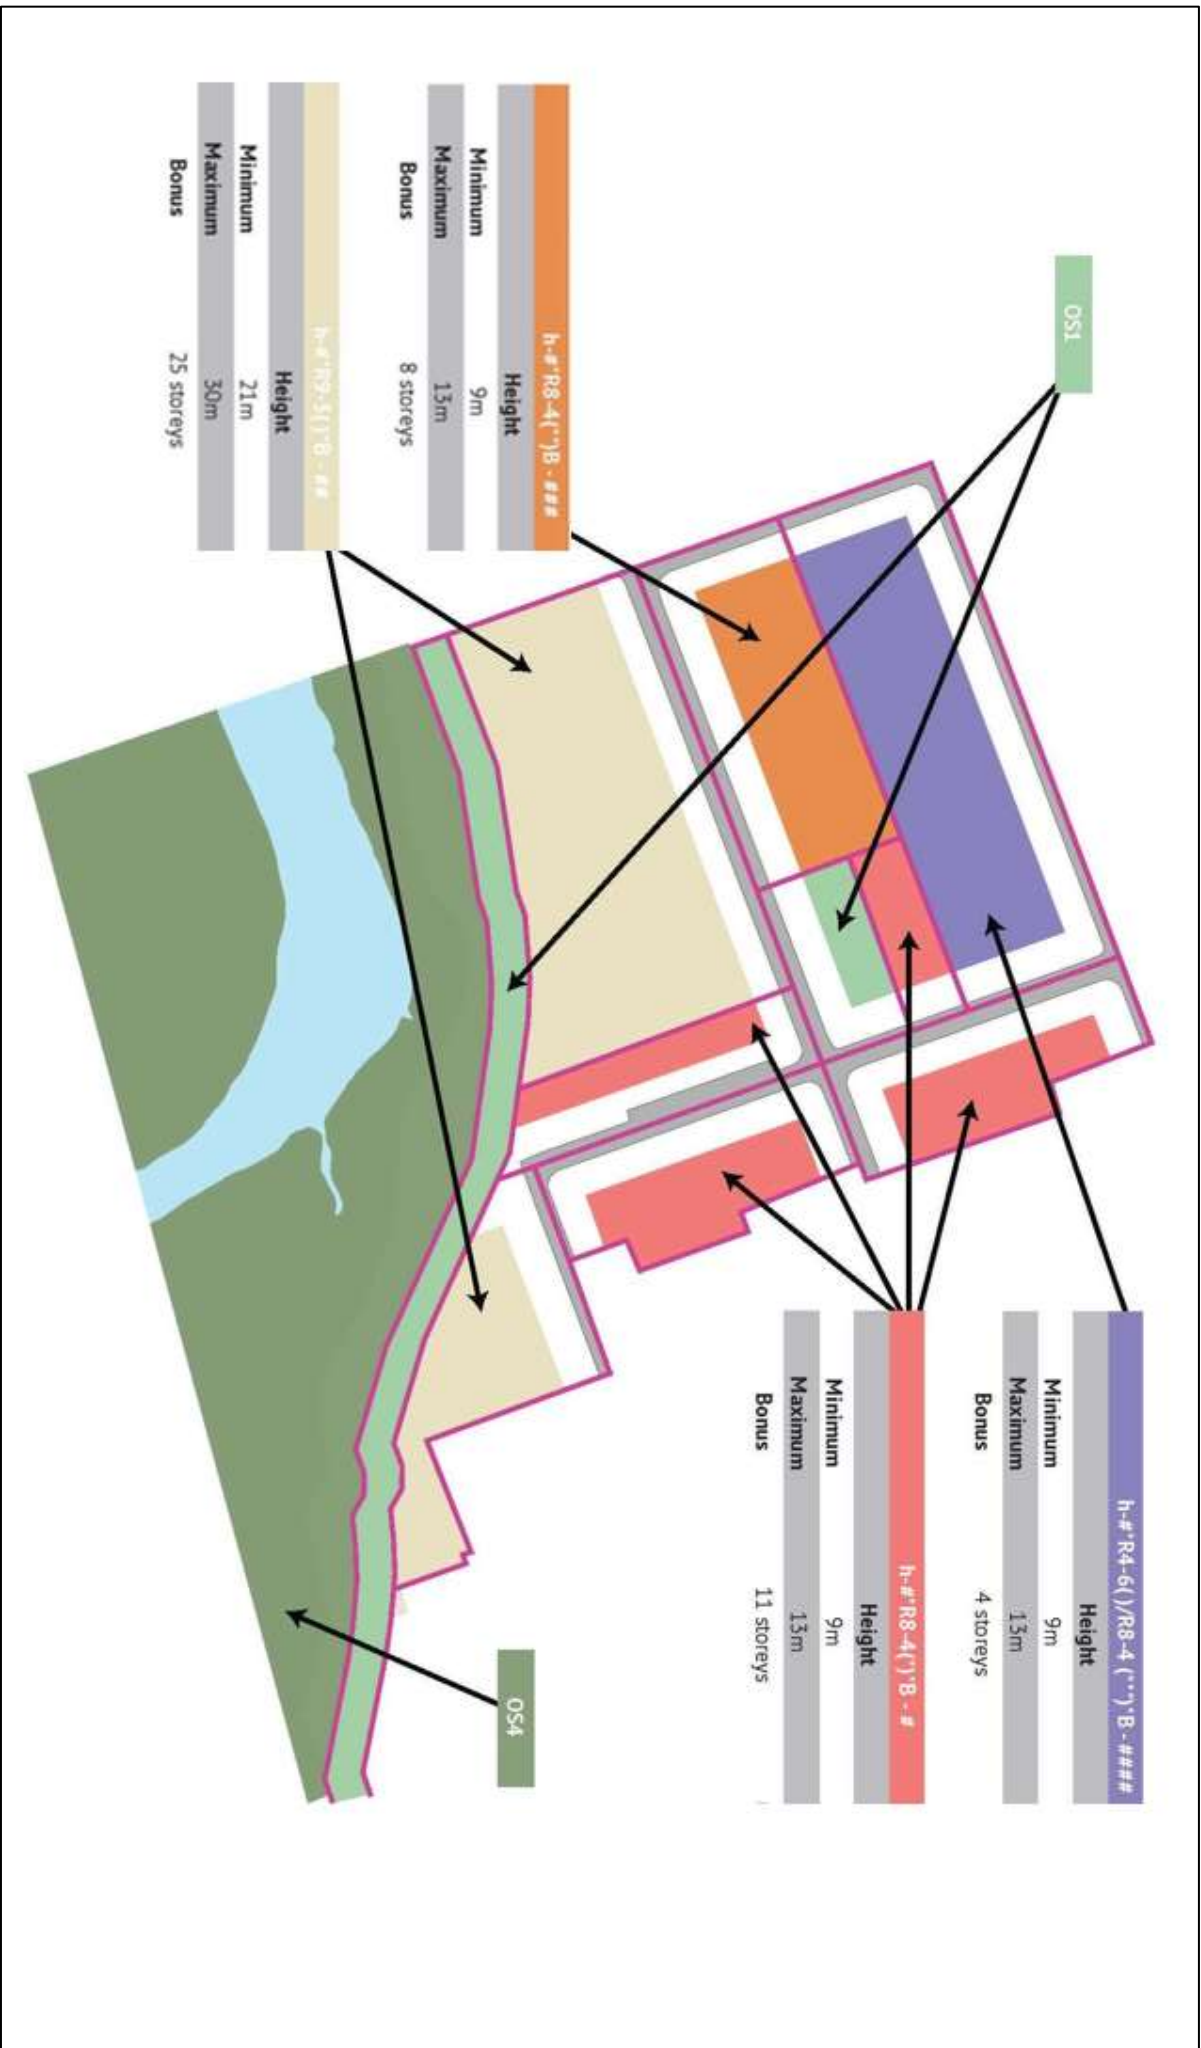 OS1
h-#*R4-6()/R8-4 (***)*B - ####
Height
Minimum 9m
Maximum 13m
Bonus 4 storeys
h-#*R8-4(*)*B - #
Height
Minimum 9m
Maximum 13m
Bonus 11 storeys
h-#*R8-4(**)B - ###
Height
Minimum 9m
Maximum 13m
Bonus 8 storeys
h-#*R9-3()*B - ##
Height
Minimum 21m
Maximum 30m
Bonus 25 storeys
OS4